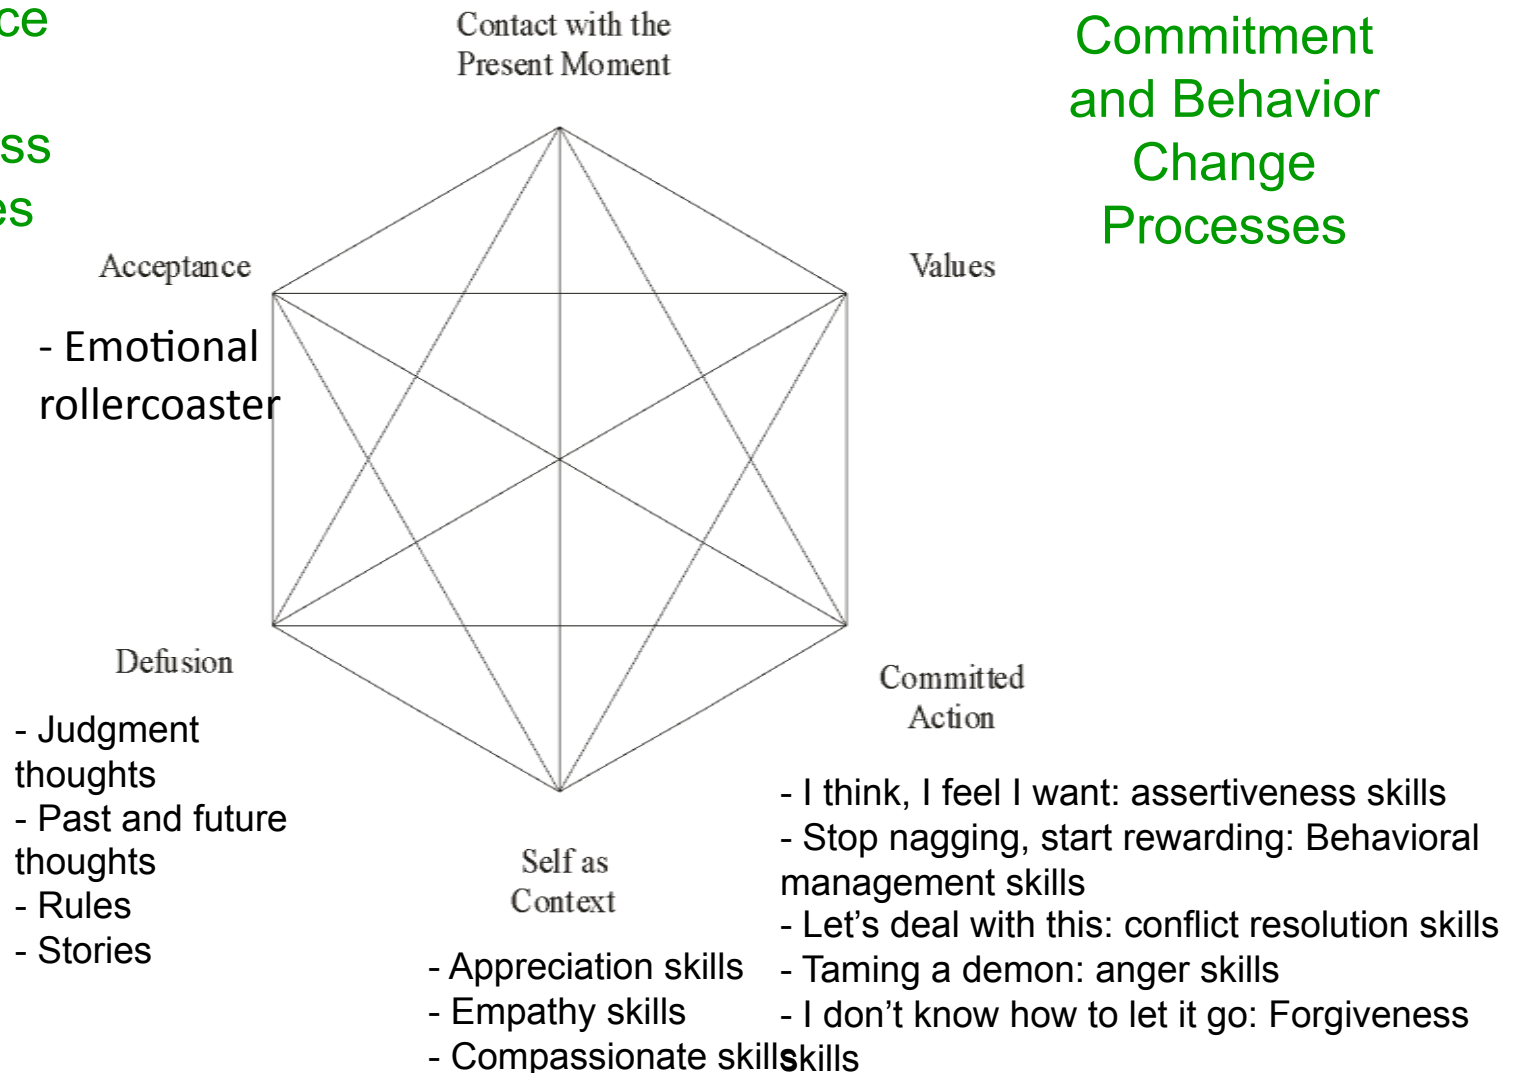 ce
ss
es
Contact with the
Present Moment
Commitment
and Behavior
Change
Processes
Acceptance
- Emotional
rollercoaster
Values
Defusion
- Judgment
thoughts
- Past and future
thoughts
- Rules
- Stories
Self as
Context
- Appreciation skills
- Empathy skills
- Compassionate skills
Committed
Action
- I think, I feel I want: assertiveness skills
- Stop nagging, start rewarding: Behavioral
management skills
- Let's deal with this: conflict resolution skills
- Taming a demon: anger skills
- I don't know how to let it go: Forgiveness
skills